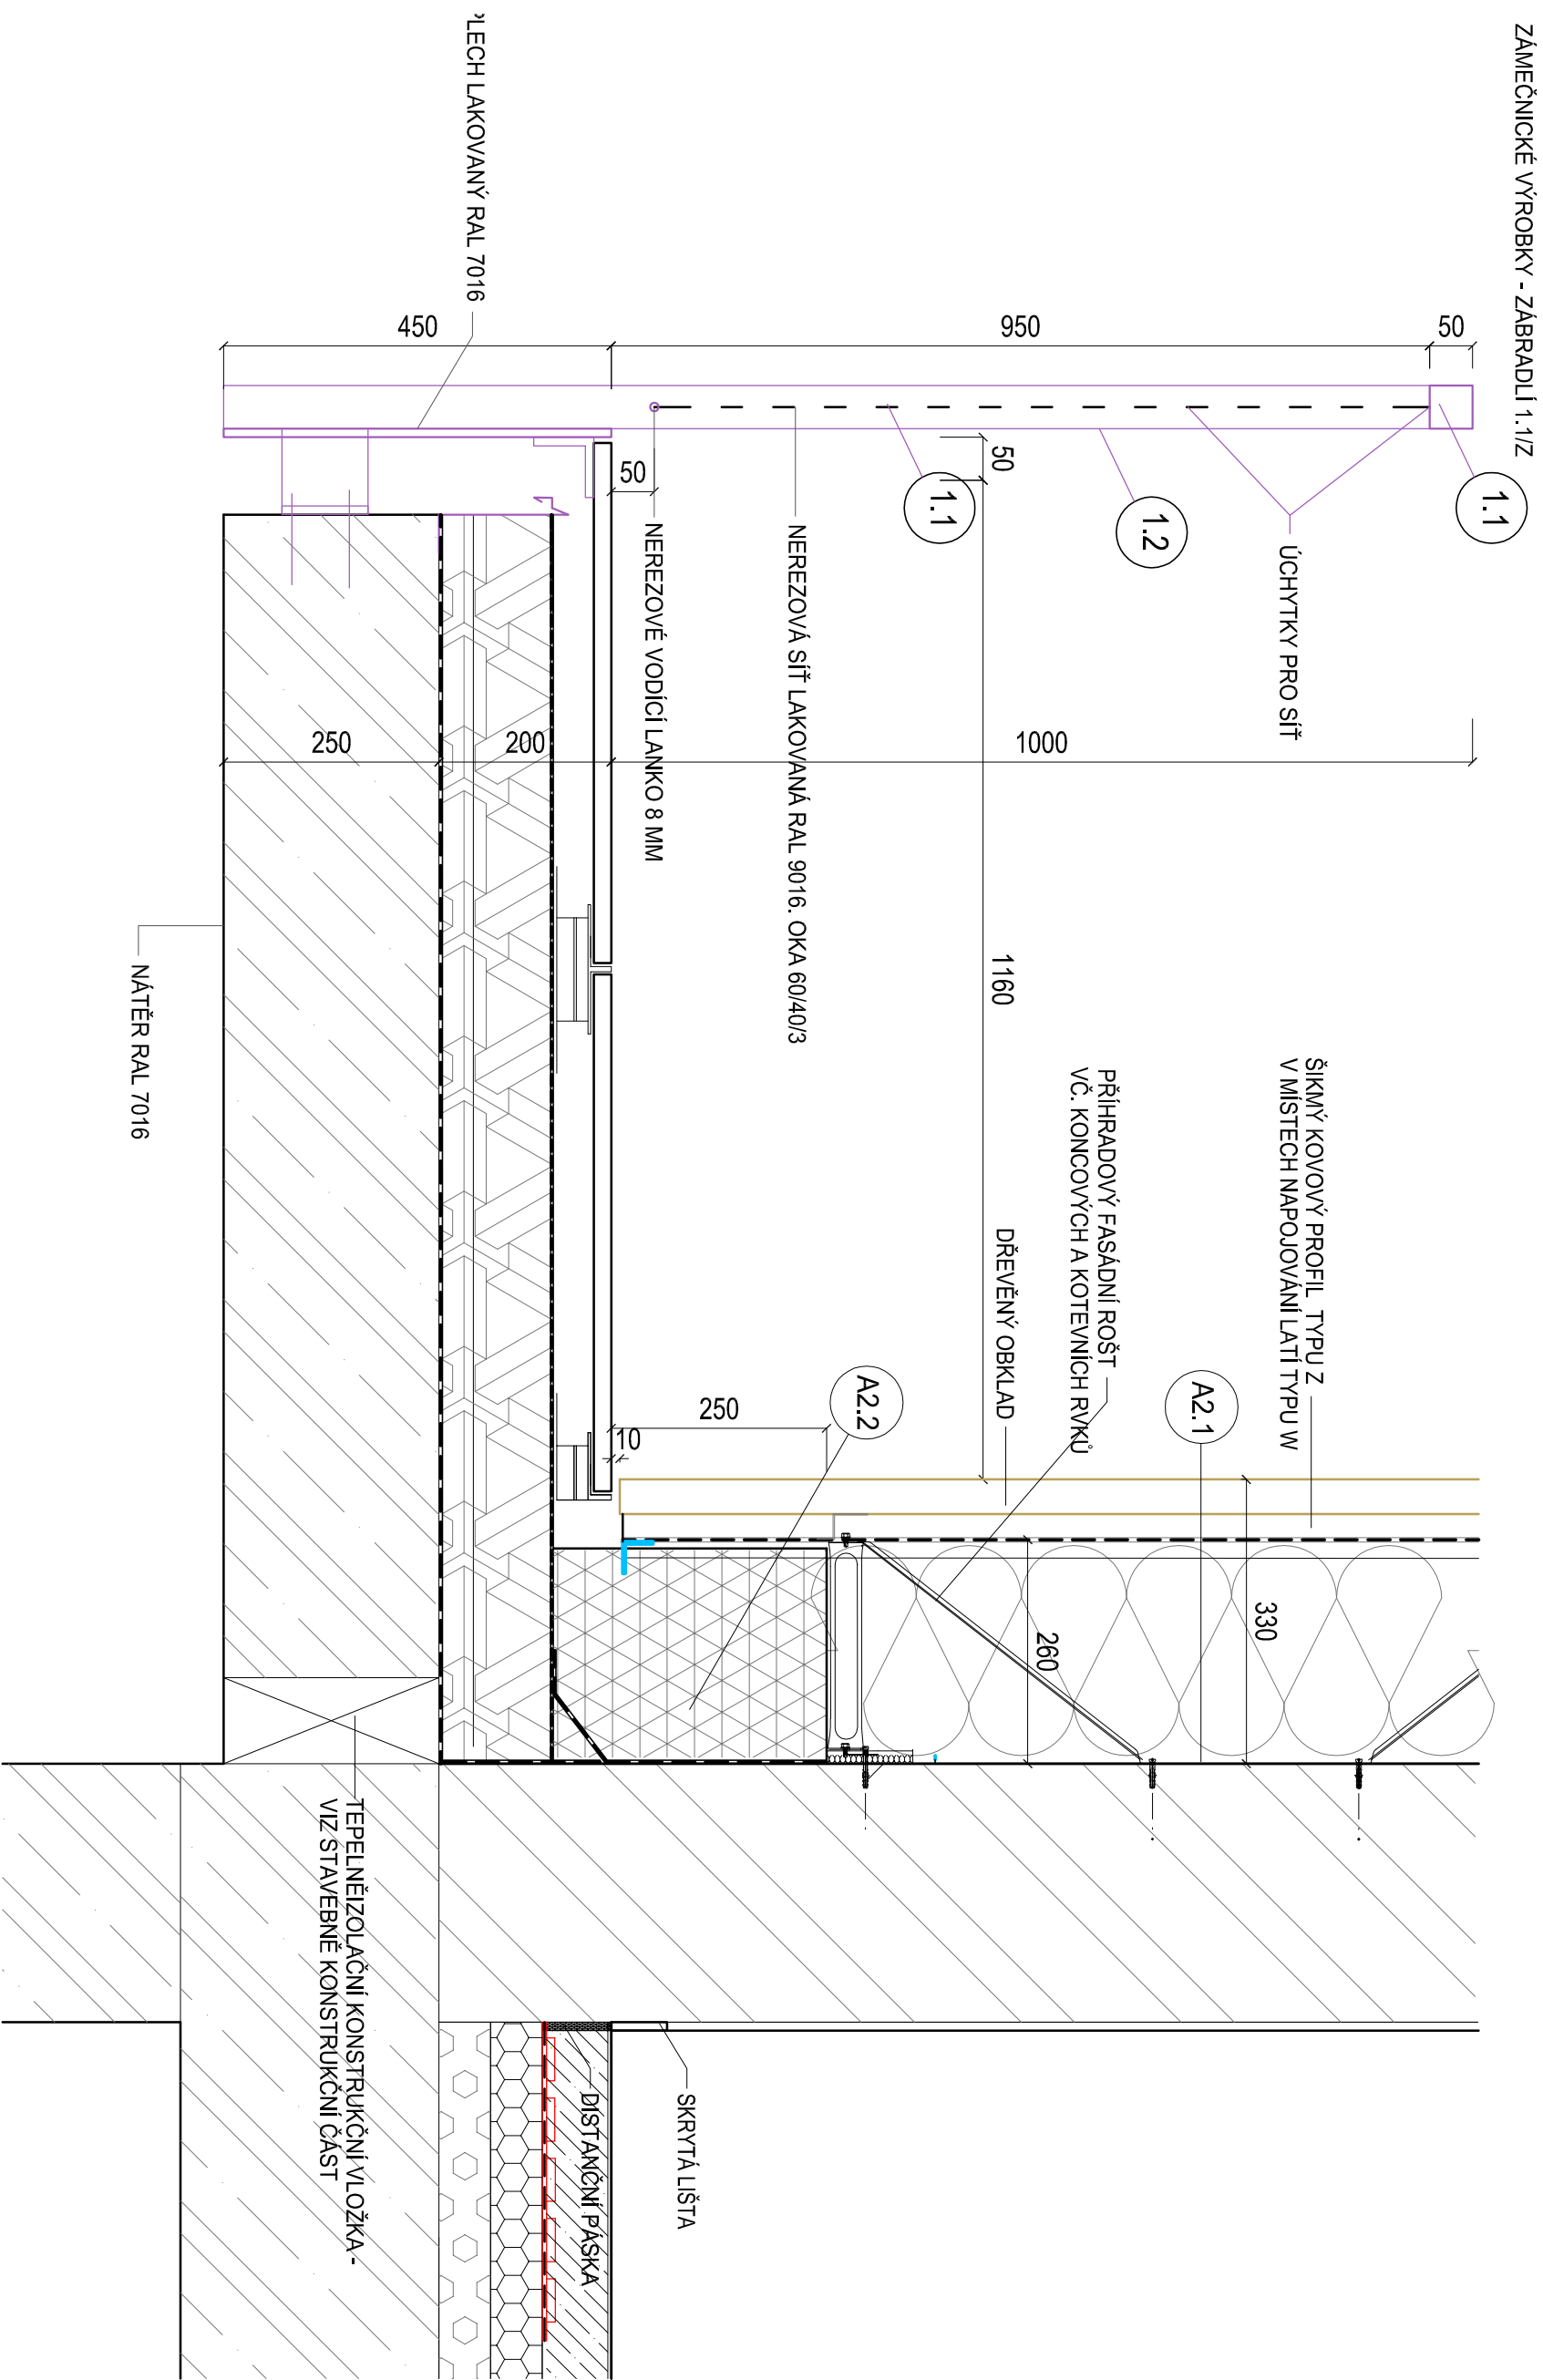 ZÁMEČNICKÉ VÝROBKY - ZÁBRADLÍ 1.1/Z
50
950
450
1.1
1.2
1.1
ÚCHYTKY PRO SÍŤ
NEREZOVÁ SÍŤ LAKOVANÁ RAL 9016. OKA 60/40/3
NEREZOVÉ VODÍCÍ LANKO 8 MM
PLECH LAKOVANÝ RAL 7016
50
50
1160
1000
200
250
NÁTĚR RAL 7016
ŠIKMÝ KOVOVÝ PROFIL TYPU Z
V MÍSTECH NAPOJOVÁNÍ LATÍ TYPU W
PŘÍHRADOVÝ FASÁDNÍ ROŠT
VČ. KONCOVÝCH A KOTEVNÍCH RVKŮ
DŘEVĚNÝ OBKLAD
A2.1
A2.2
250
10
330
260
TEPELNĚIZOLAČNÍ KONSTRUKČNÍ VLOŽKA -
VIZ STAVEBNĚ KONSTRUKČNÍ ČÁST
SKRYTÁ LIŠTA
DISTANČNÍ PÁSKA